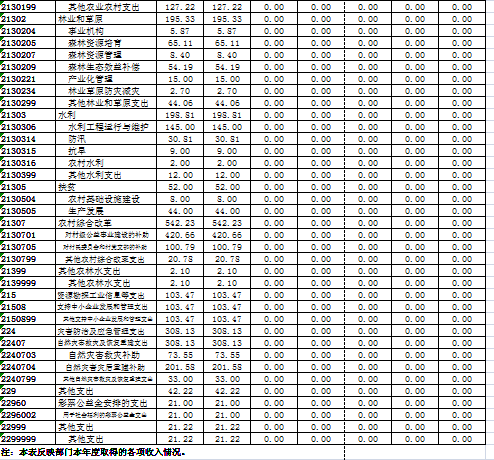 2130199 其他农业农村支出 127.22 127.22 0.00 0.00 0.00 0.00 0.00
21302 林业和草原 195.33 195.33 0.00 0.00 0.00 0.00 0.00
2130204 事业机构 5.87 5.87 0.00 0.00 0.00 0.00 0.00
2130205 森林资源培育 65.11 65.11 0.00 0.00 0.00 0.00 0.00
2130207 森林资源管理 8.40 8.40 0.00 0.00 0.00 0.00 0.00
2130209 森林生态效益补偿 54.19 54.19 0.00 0.00 0.00 0.00 0.00
2130221 产业化管理 15.00 15.00 0.00 0.00 0.00 0.00 0.00
2130234 林业草原防灾减灾 2.70 2.70 0.00 0.00 0.00 0.00 0.00
2130299 其他林业和草原支出 44.06 44.06 0.00 0.00 0.00 0.00 0.00
21303 水利 198.81 198.81 0.00 0.00 0.00 0.00 0.00
2130306 水利工程运行与维护 145.00 145.00 0.00 0.00 0.00 0.00 0.00
2130314 防汛 30.81 30.81 0.00 0.00 0.00 0.00 0.00
2130315 抗旱 9.00 9.00 0.00 0.00 0.00 0.00 0.00
2130316 农村水利 2.00 2.00 0.00 0.00 0.00 0.00 0.00
2130399 其他水利支出 12.00 12.00 0.00 0.00 0.00 0.00 0.00
21305 扶贫 52.00 52.00 0.00 0.00 0.00 0.00 0.00
2130504 农村基础设施建设 8.00 8.00 0.00 0.00 0.00 0.00 0.00
2130505 生产发展 44.00 44.00 0.00 0.00 0.00 0.00 0.00
21307 农村综合改革 542.23 542.23 0.00 0.00 0.00 0.00 0.00
2130701 对村级公益事业建设的补助 420.66 420.66 0.00 0.00 0.00 0.00 0.00
2130705 对村民委员会和村党支部的补助 100.79 100.79 0.00 0.00 0.00 0.00 0.00
2130799 其他农村综合改革支出 20.78 20.78 0.00 0.00 0.00 0.00 0.00
21399 其他农林水支出 2.10 2.10 0.00 0.00 0.00 0.00 0.00
2139999 其他农林水支出 2.10 2.10 0.00 0.00 0.00 0.00 0.00
215 资源勘探工业信息等支出 103.47 103.47 0.00 0.00 0.00 0.00 0.00
21508 支持中小企业发展和管理支出 103.47 103.47 0.00 0.00 0.00 0.00 0.00
2150899 其他支持中小企业发展和管理支出 103.47 103.47 0.00 0.00 0.00 0.00 0.00
224 灾害防治及应急管理支出 308.13 308.13 0.00 0.00 0.00 0.00 0.00
22407 自然灾害救灾及恢复重建支出 308.13 308.13 0.00 0.00 0.00 0.00 0.00
2240703 自然灾害救灾补助 73.55 73.55 0.00 0.00 0.00 0.00 0.00
2240704 自然灾害灾后重建补助 201.58 201.58 0.00 0.00 0.00 0.00 0.00
2240799 其他自然灾害救灾及恢复重建支出 33.00 33.00 0.00 0.00 0.00 0.00 0.00
229 其他支出 42.22 42.22 0.00 0.00 0.00 0.00 0.00
22960 彩票公益金安排的支出 21.00 21.00 0.00 0.00 0.00 0.00 0.00
2296002 用于社会福利的彩票公益金支出 21.00 21.00 0.00 0.00 0.00 0.00 0.00
22999 其他支出 21.22 21.22 0.00 0.00 0.00 0.00 0.00
2299999 其他支出 21.22 21.22 0.00 0.00 0.00 0.00 0.00
注：本表反映部门本年度取得的各项收入情况。